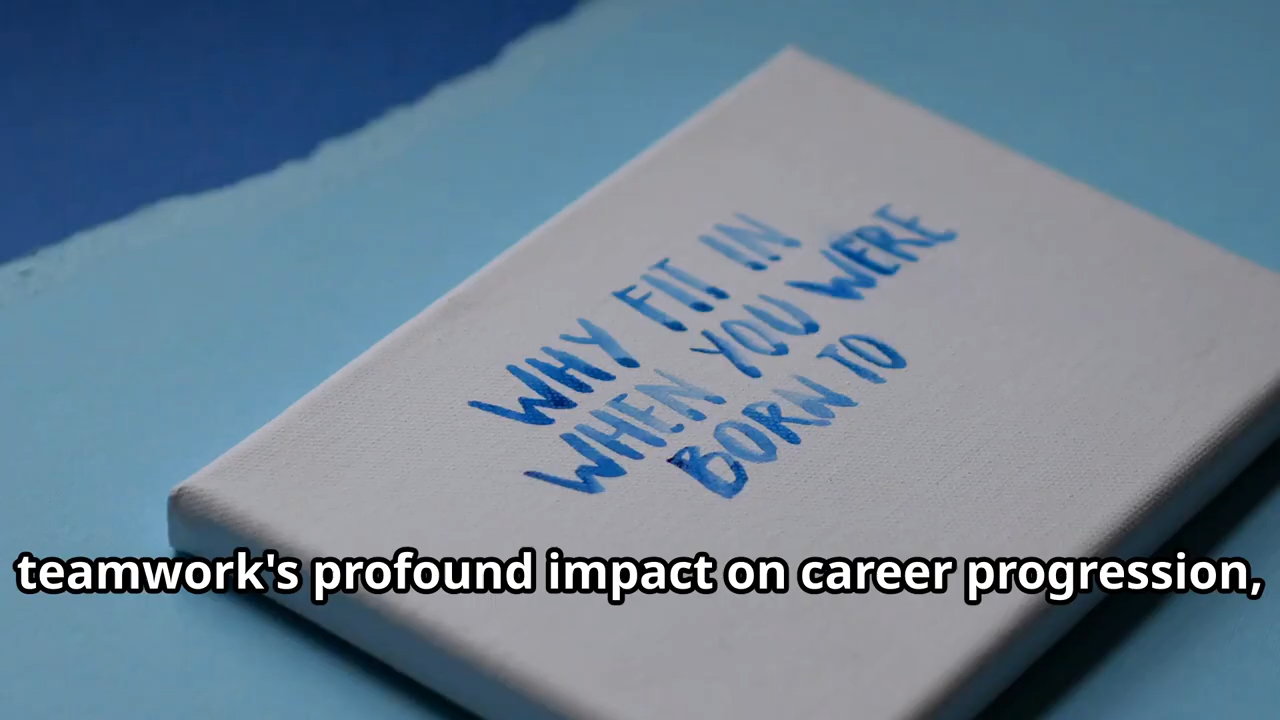 WHY FIT IN
WHEN YOU WERE
BORN TO
teamwork's profound impact on career progression,